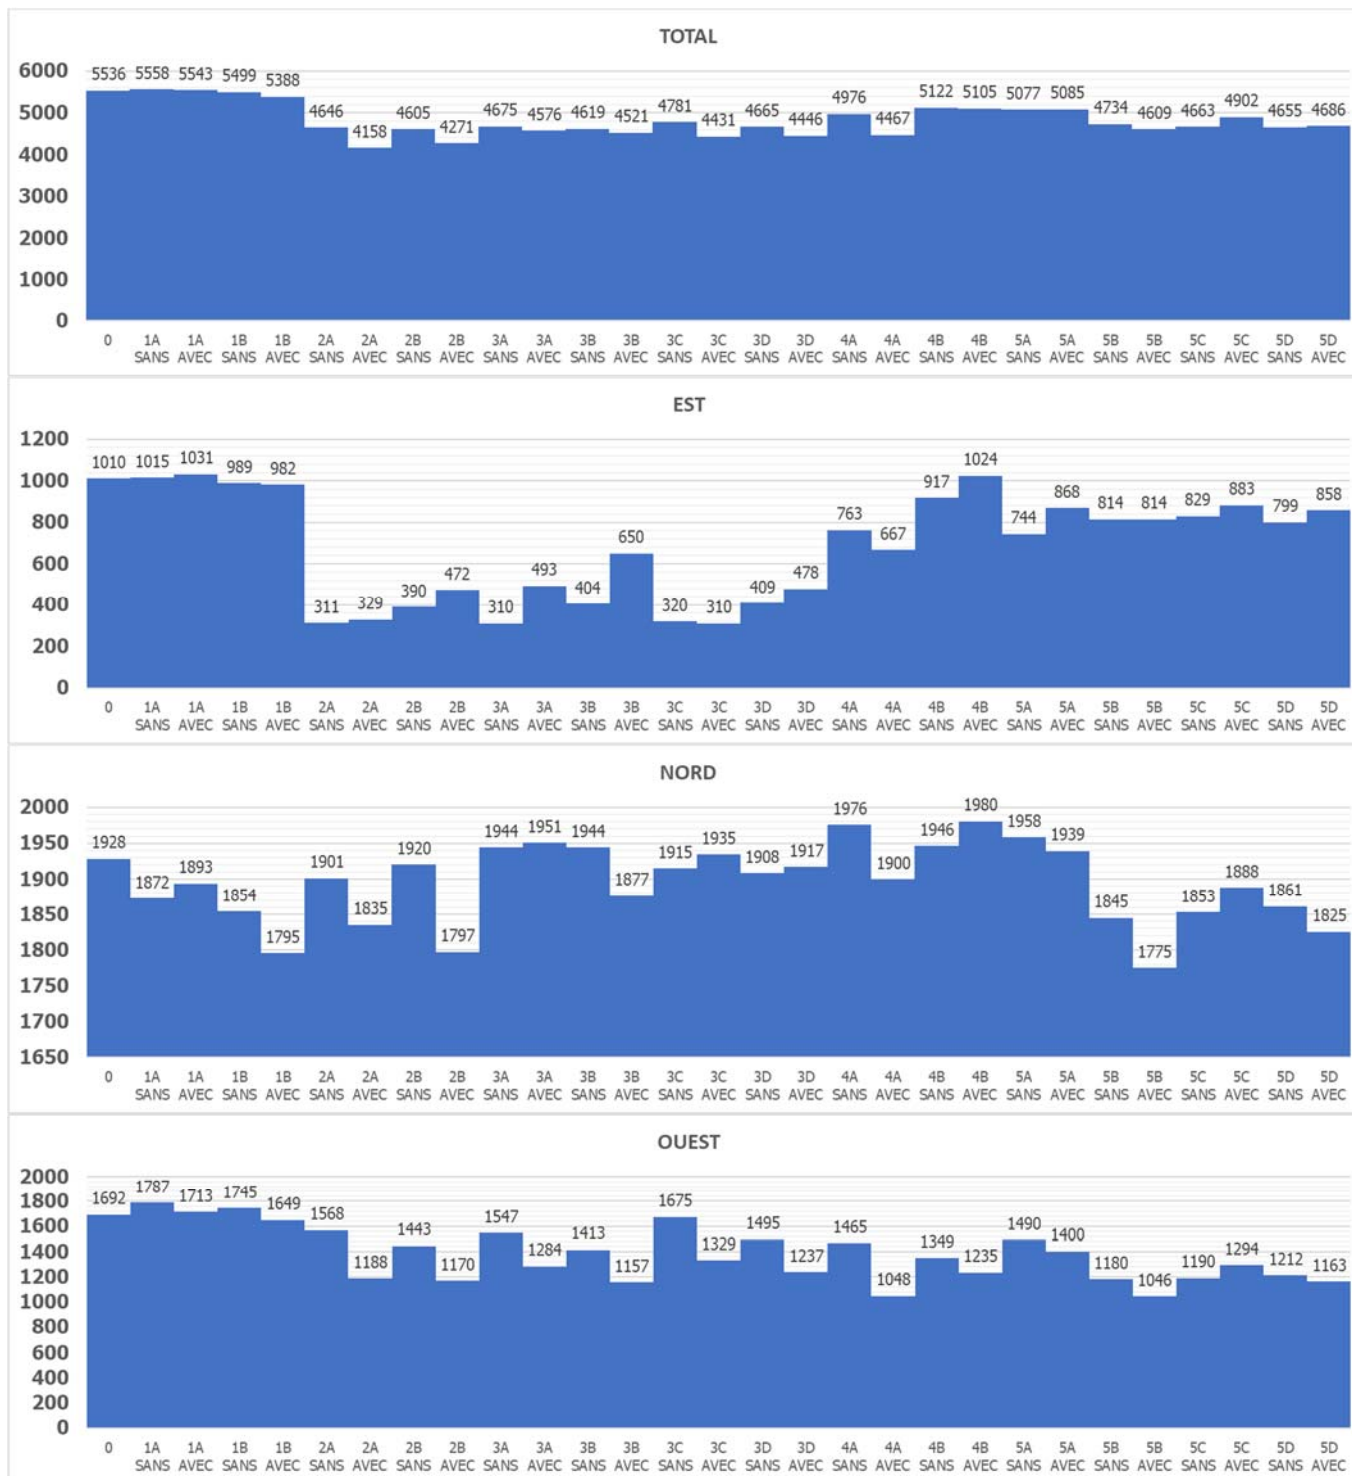 TOTAL
6000
5000
4000
3000
2000
1000
0
5536 5558 5543 5499 5388 4646 4158 4605 4271 4675 4576 4619 4521 4781 4431 4665 4446 4976 4467 5122 5105 5077 5085 4734 4609 4663 4902 4655 4686
0 1A 1A 1B 1B 2A 2A 2B 2B 3A 3A 3B 3B 3C 3C 3D 3D 4A 4A 4B 4B 5A 5A 5B 5B 5C 5C 5D 5D
SANS AVEC SANS AVEC SANS AVEC SANS AVEC SANS AVEC SANS AVEC SANS AVEC SANS AVEC SANS AVEC SANS AVEC SANS AVEC SANS AVEC SANS AVEC SANS AVEC
EST
1200
1000
800
600
400
200
0
1010 1015 1031 989 982 311 329 390 472 310 493 404 650 320 310 409 478 763 667 917 1024 744 868 814 814 829 883 799 858
0 1A 1A 1B 1B 2A 2A 2B 2B 3A 3A 3B 3B 3C 3C 3D 3D 4A 4A 4B 4B 5A 5A 5B 5B 5C 5C 5D 5D
SANS AVEC SANS AVEC SANS AVEC SANS AVEC SANS AVEC SANS AVEC SANS AVEC SANS AVEC SANS AVEC SANS AVEC SANS AVEC SANS AVEC SANS AVEC SANS AVEC
NORD
2000
1950
1900
1850
1800
1750
1700
1650
1928 1872 1893 1854 1795 1901 1835 1920 1797 1944 1951 1944 1877 1915 1935 1908 1917 1976 1900 1946 1980 1958 1939 1845 1775 1853 1888 1861 1825
0 1A 1A 1B 1B 2A 2A 2B 2B 3A 3A 3B 3B 3C 3C 3D 3D 4A 4A 4B 4B 5A 5A 5B 5B 5C 5C 5D 5D
SANS AVEC SANS AVEC SANS AVEC SANS AVEC SANS AVEC SANS AVEC SANS AVEC SANS AVEC SANS AVEC SANS AVEC SANS AVEC SANS AVEC SANS AVEC SANS AVEC
OUEST
2000
1800
1600
1400
1200
1000
800
600
400
200
0
1692 1787 1713 1745 1649 1568 1188 1443 1170 1547 1284 1413 1157 1675 1329 1495 1237 1465 1048 1349 1235 1490 1400 1180 1046 1190 1294 1212 1163
0 1A 1A 1B 1B 2A 2A 2B 2B 3A 3A 3B 3B 3C 3C 3D 3D 4A 4A 4B 4B 5A 5A 5B 5B 5C 5C 5D 5D
SANS AVEC SANS AVEC SANS AVEC SANS AVEC SANS AVEC SANS AVEC SANS AVEC SANS AVEC SANS AVEC SANS AVEC SANS AVEC SANS AVEC SANS AVEC SANS AVEC